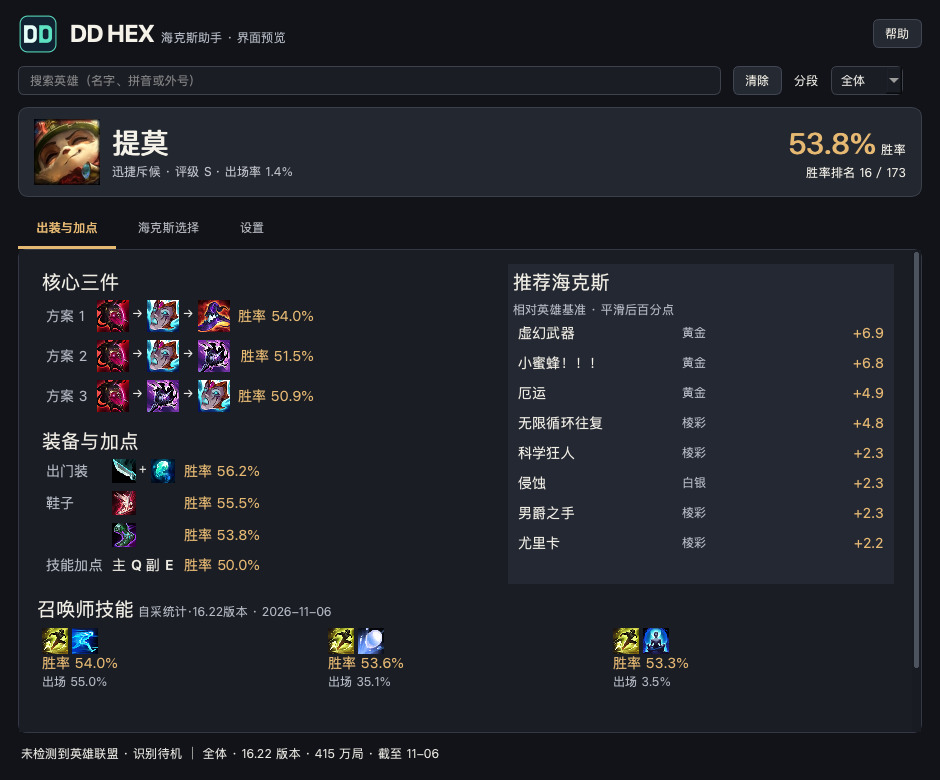 DD DD HEX 海克斯助手 · 界面预览 帮助
搜索英雄（名字、拼音或外号） 清除 分段 全体
提莫
迅捷斥候 · 评级 S · 出场率 1.4%
53.8% 胜率
胜率排名 16 / 173
出装与加点 海克斯选择 设置
核心三件
方案 1 → → 胜率 54.0%
方案 2 → → 胜率 51.5%
方案 3 → → 胜率 50.9%
装备与加点
出门装 + 胜率 56.2%
鞋子 胜率 55.5%
胜率 53.8%
技能加点 主 Q 副 E 胜率 50.0%
推荐海克斯
相对英雄基准 · 平滑后百分点
虚幻武器 黄金 +6.9
小蜜蜂！！！ 黄金 +6.8
厄运 黄金 +4.9
无限循环往复 棱彩 +4.8
科学狂人 棱彩 +2.3
侵蚀 白银 +2.3
男爵之手 棱彩 +2.3
尤里卡 棱彩 +2.2
召唤师技能 自采统计·16.22版本 · 2026-11-06
胜率 54.0% 胜率 53.6% 胜率 53.3%
出场 55.0% 出场 35.1% 出场 3.5%
未检测到英雄联盟 · 识别待机 | 全体 · 16.22 版本 · 415 万局 · 截至 11-06